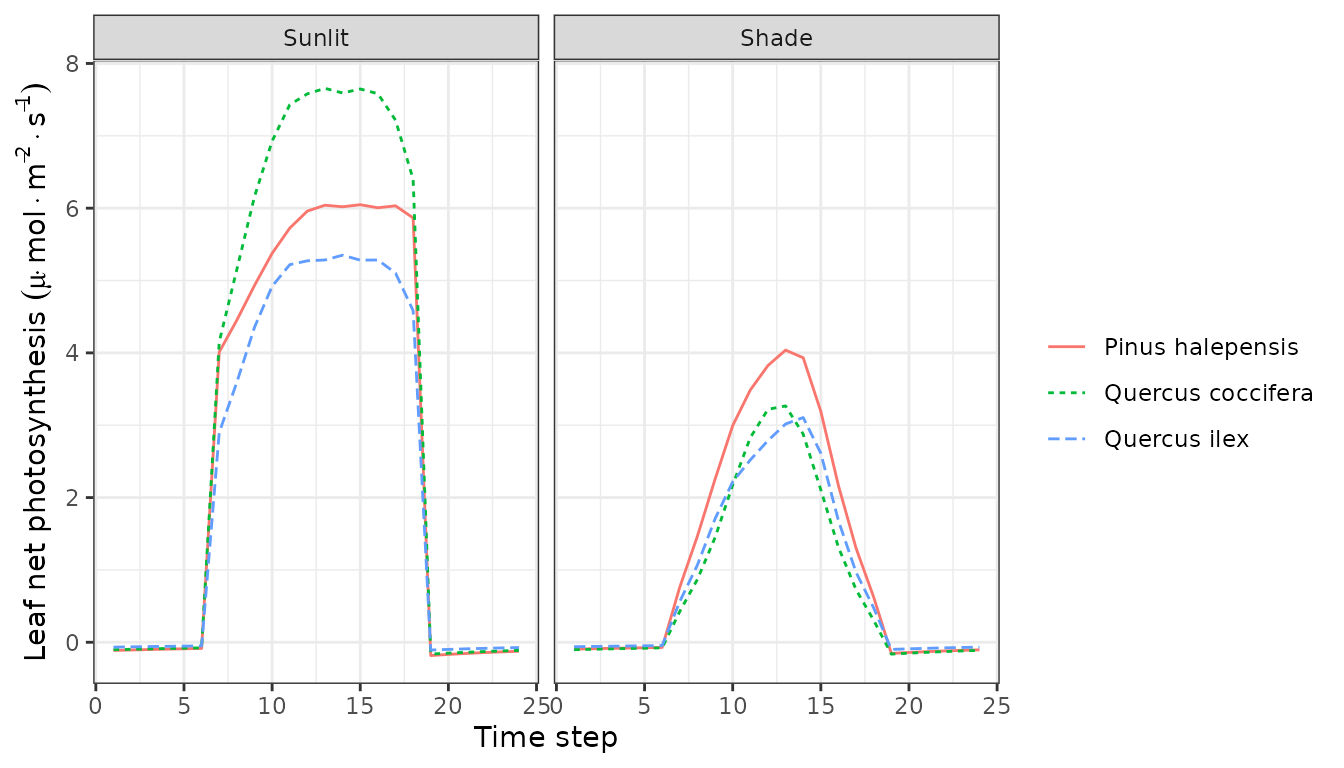 Sunlit
Shade
Leaf net photosynthesis (μ mol · m⁻² · s⁻¹)
8
6
4
2
0
0 5 10 15 20 25
0 5 10 15 20 25
Time step
Pinus halepensis
Quercus coccifera
Quercus ilex